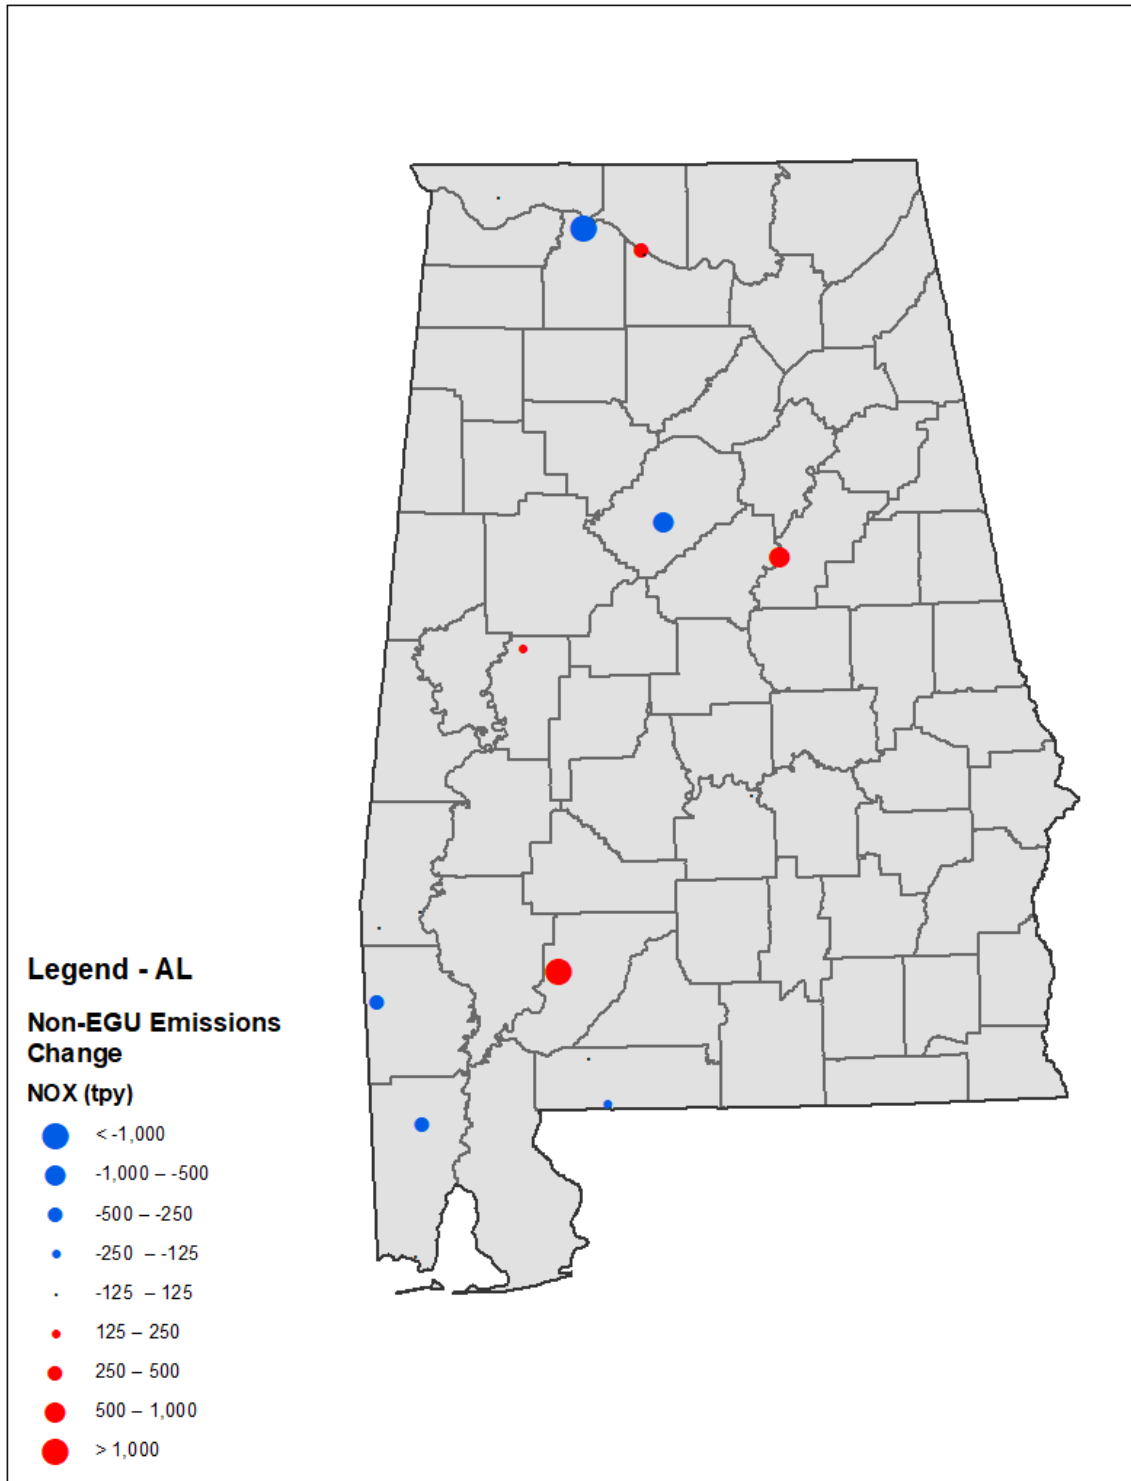 Legend - AL
Non-EGU Emissions
Change
NOX (tpy)
< -1,000
-1,000 – -500
-500 – -250
-250 – -125
-125 – 125
125 – 250
250 – 500
500 – 1,000
> 1,000